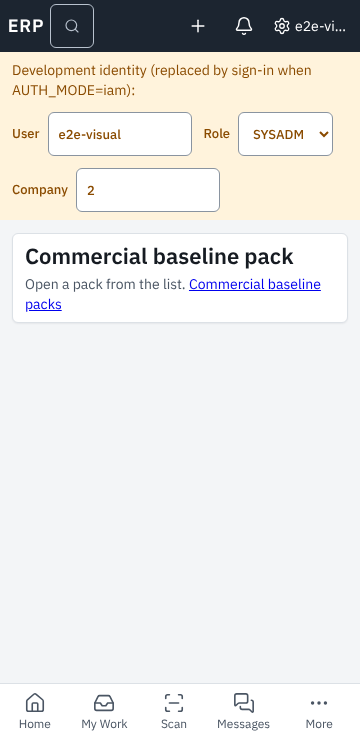 ERP
e2e-vi...
Development identity (replaced by sign-in when
AUTH_MODE=iam):
User e2e-visual Role SYSADM
Company 2
Commercial baseline pack
Open a pack from the list. Commercial baseline
packs
Home My Work Scan Messages More